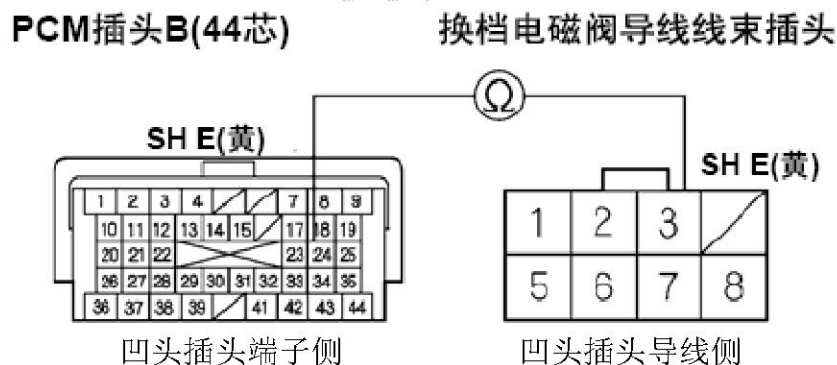 PCM插头B(44芯) 换档电磁阀导线线束插头
Ω
SH E(黄)
SH E(黄)
1 2 3 4 7 8 9
10 11 12 13 14 15 17 18 19
20 21 22 23 24 25
26 27 28 29 30 31 32 33 34 35
36 37 38 39 41 42 43 44
1 2 3
5 6 7 8
凹头插头端子侧 凹头插头导线侧